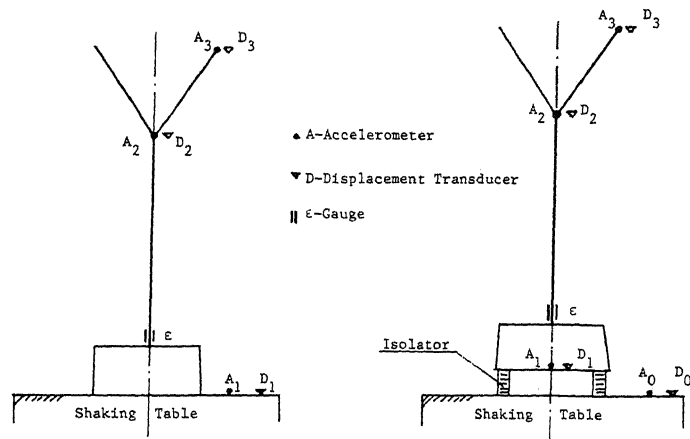 A3 D3
A2 D2
ε
A1 D1
Shaking Table
A-Accelerometer
D-Displacement Transducer
ε-Gauge
A3 D3
A2 D2
ε
Isolator
A1 D1
A0 D0
Shaking Table